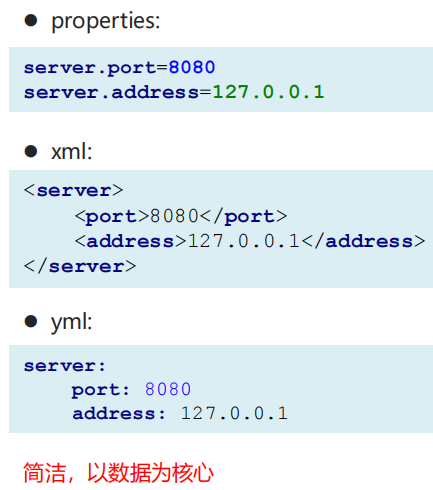 ● properties:
server.port=8080
server.address=127.0.0.1
● xml:
<server>
    <port>8080</port>
    <address>127.0.0.1</address>
</server>
● yml:
server:
    port: 8080
    address: 127.0.0.1
简洁，以数据为核心